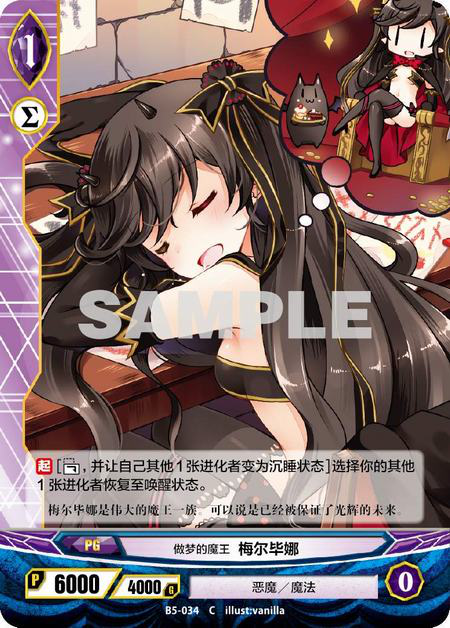 1
Σ
SAMPLE
起 [ , 并让自己其他1张进化者变为沉睡状态]选择你的其他
1张进化者恢复至唤醒状态。
梅尔毕娜是伟大的魔王一族。可以说是已经被保证了光辉的未来。
PG 做梦的魔王 梅尔毕娜
P 6000 4000 G 恶魔／魔法 0
B5-034 C illust:vanilla